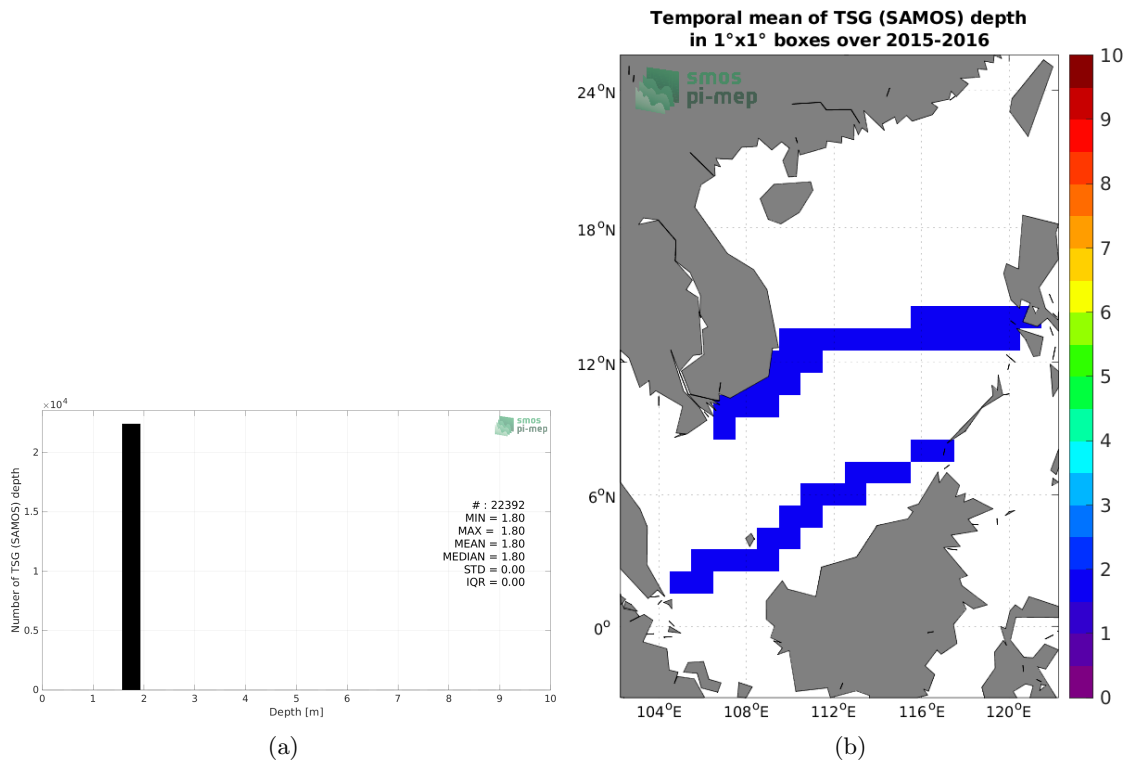 ×10⁴
smos
pi-mep
2
1.5
1
0.5
0
Number of TSG (SAMOS) depth
# : 22392
MIN = 1.80
MAX = 1.80
MEAN = 1.80
MEDIAN = 1.80
STD = 0.00
IQR = 0.00
0 1 2 3 4 5 6 7 8 9 10
Depth [m]
(a)
Temporal mean of TSG (SAMOS) depth
in 1°x1° boxes over 2015-2016
smos
pi-mep
24°N
18°N
12°N
6°N
0°
104°E 108°E 112°E 116°E 120°E
10
9
8
7
6
5
4
3
2
1
0
(b)